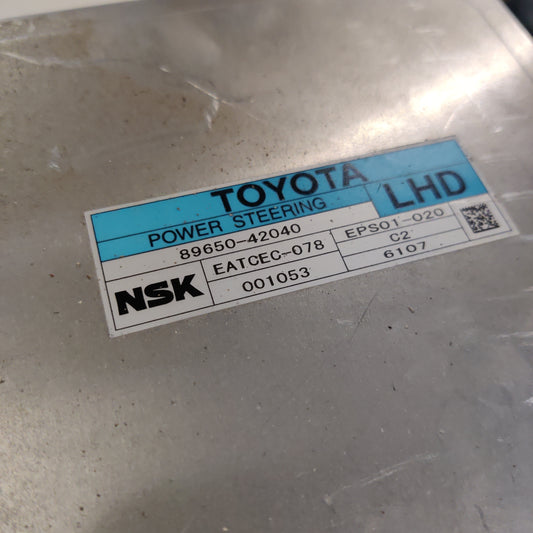 TOYOTA
POWER STEERING
LHD
89650-42040
NSK
EATCEC-078
EPS01-020
C2
001053
6107